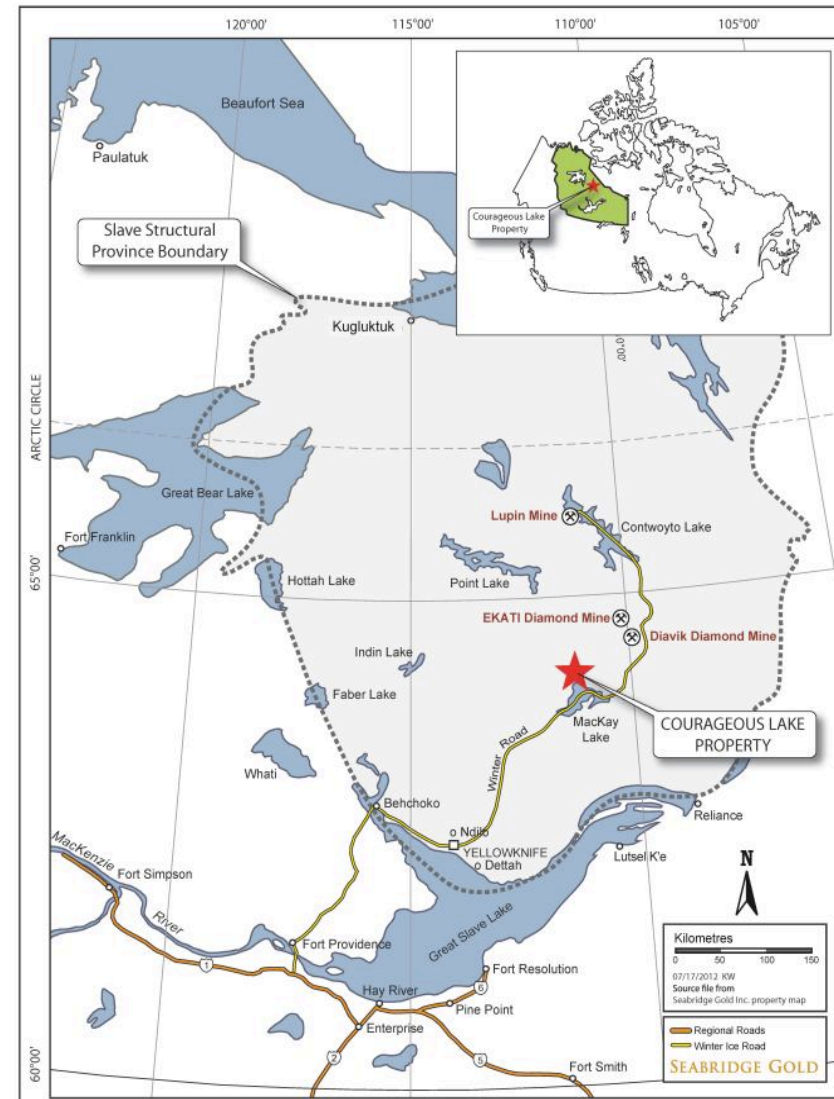 120°00'
115°00'
110°00'
105°00'
Beaufort Sea
Paulatuk
Courageous Lake
Property
Slave Structural
Province Boundary
Kugluktuk
00'
ARCTIC CIRCLE
Great Bear Lake
Lupin Mine
Contwoyto Lake
Fort Franklin
65°00'
Hottah Lake
Point Lake
EKATI Diamond Mine
Diavik Diamond Mine
Indin Lake
Faber Lake
MacKay
Lake
COURAGEOUS LAKE
PROPERTY
Winter Road
Whati
Behchoko
Ndilo
YELLOWKNIFE
Dettah
Reliance
Lutsel K'e
MacKenzie
River
Fort Simpson
Great Slave Lake
N
Fort Providence
1
Fort Resolution
6
Hay River
Pine Point
Enterprise
2
5
Fort Smith
60°00'
Kilometres
0 50 100 150
07/17/2012 KW
Source file from
Seabridge Gold Inc. property map
Regional Roads
Winter Ice Road
SEABRIDGE GOLD